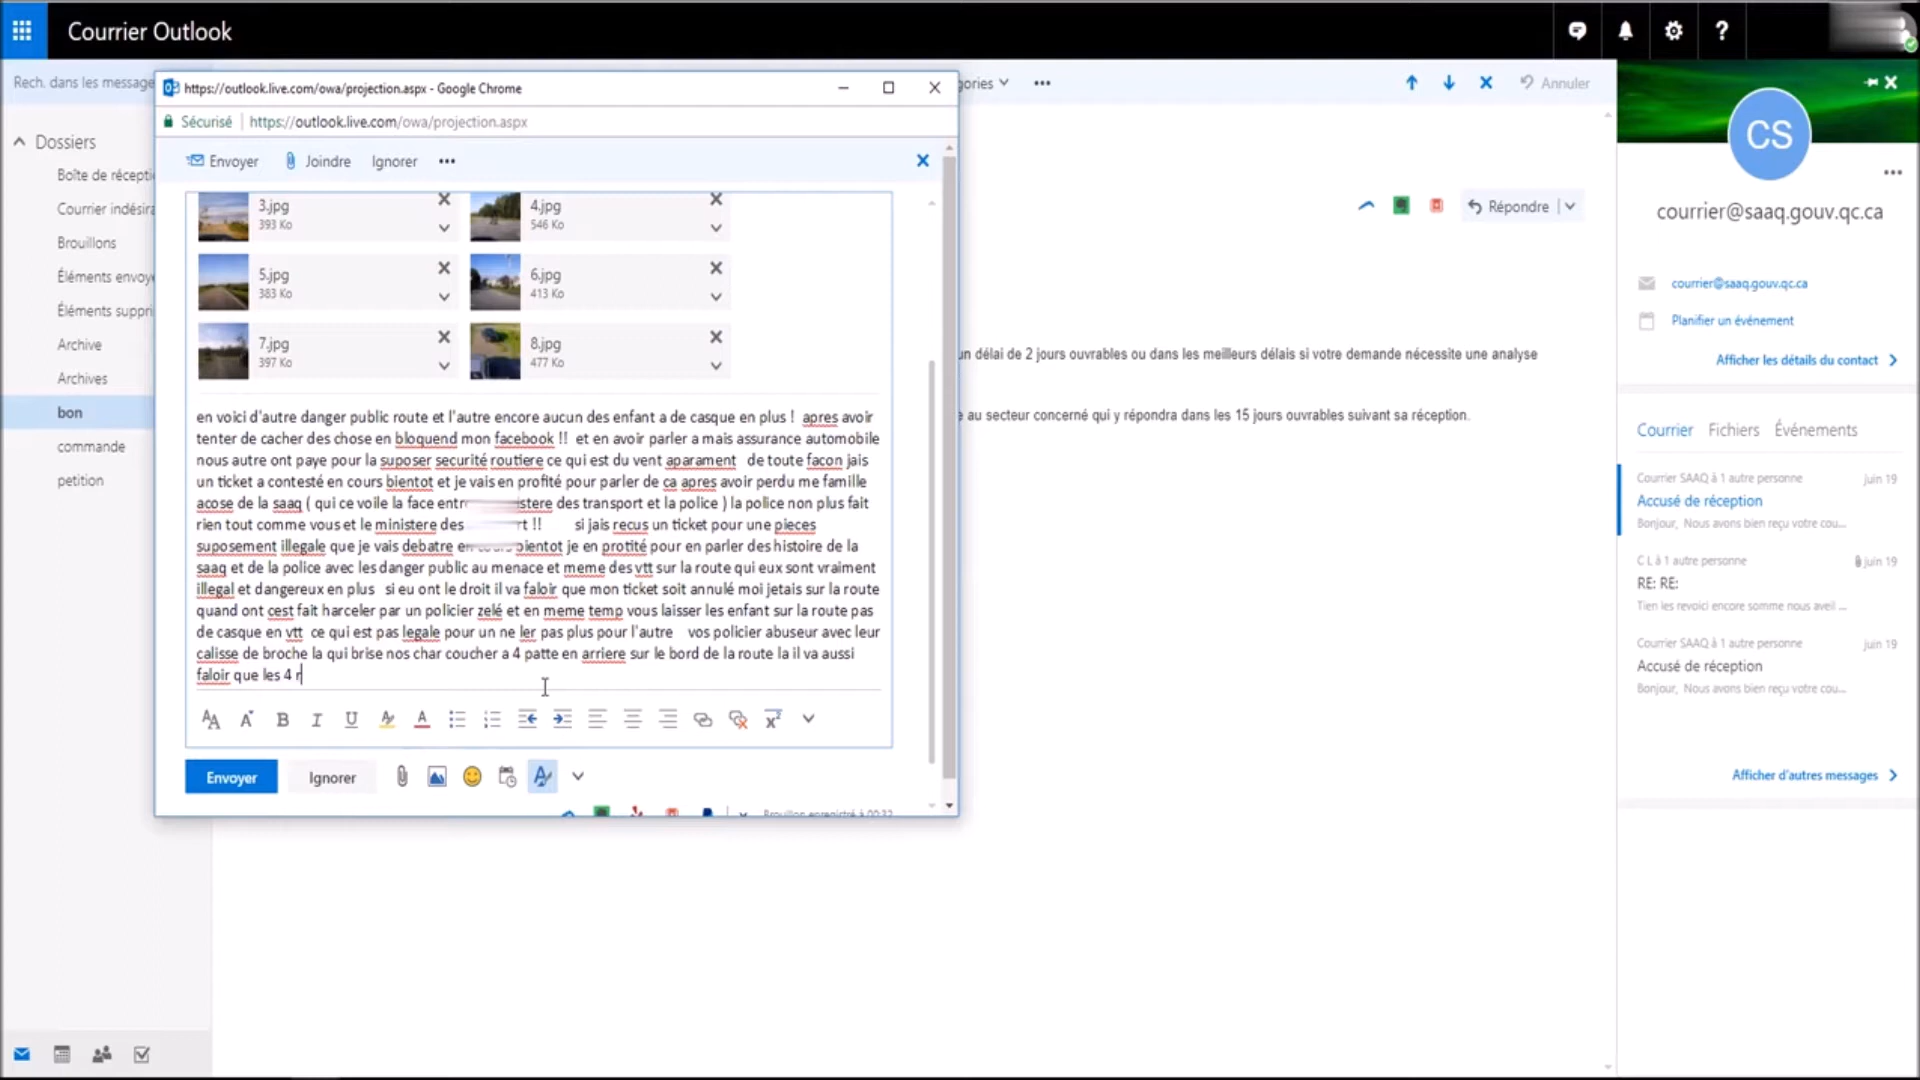 Courrier Outlook
Rech. dans les message
https://outlook.live.com/owa/projection.aspx - Google Chrome
Sécurisé https://outlook.live.com/owa/projection.aspx
gories
Annuler
Dossiers
Boîte de récepti
Courrier indésira
Brouillons
Éléments envoye
Éléments suppri
Archive
Archives
bon
commande
petition
Envoyer Joindre Ignorer
3.jpg
393 Ko
4.jpg
546 Ko
5.jpg
383 Ko
6.jpg
413 Ko
7.jpg
397 Ko
8.jpg
477 Ko
en voici d'autre danger public route et l'autre encore aucun des enfant a de casque en plus ! apres avoir
tenter de cacher des chose en bloquend mon facebook !! et en avoir parler a mais assurance automobile
nous autre ont paye pour la suposer securité routiere ce qui est du vent aparament de toute facon jais
un ticket a contesté en cours bientot et je vais en profité pour parler de ca apres avoir perdu me famille
acose de la saaq ( qui ce voile la face entr istere des transport et la police ) la police non plus fait
rien tout comme vous et le ministere des rt !! si jais recus un ticket pour une pieces
suposement illegale que je vais debatre en bientot je en protité pour en parler des histoire de la
saaq et de la police avec les danger public au menace et meme des vtt sur la route qui eux sont vraiment
illegal et dangereux en plus si eu ont le droit il va faloir que mon ticket soit annulé moi jetais sur la route
quand ont cest fait harceler par un policier zelé et en meme temp vous laisser les enfant sur la route pas
de casque en vtt ce qui est pas legale pour un ne ler pas plus pour l'autre vos policier abuseur avec leur
calisse de broche la qui brise nos char coucher a 4 patte en arriere sur le bord de la route la il va aussi
faloir que les 4 r
Envoyer Ignorer
Brouillon enregistré à 00:32
Répondre
un délai de 2 jours ouvrables ou dans les meilleurs délais si votre demande nécessite une analyse
e au secteur concerné qui y répondra dans les 15 jours ouvrables suivant sa réception.
CS
courrier@saaq.gouv.qc.ca
courrier@saaq.gouv.qc.ca
Planifier un événement
Afficher les détails du contact
Courrier Fichiers Événements
Courrier SAAQ à 1 autre personne juin 19
Accusé de réception
Bonjour, Nous avons bien reçu votre cou...
C L à 1 autre personne juin 19
RE: RE:
Tien les revoici encore somme nous aveil ...
Courrier SAAQ à 1 autre personne juin 19
Accusé de réception
Bonjour, Nous avons bien reçu votre cou...
Afficher d'autres messages